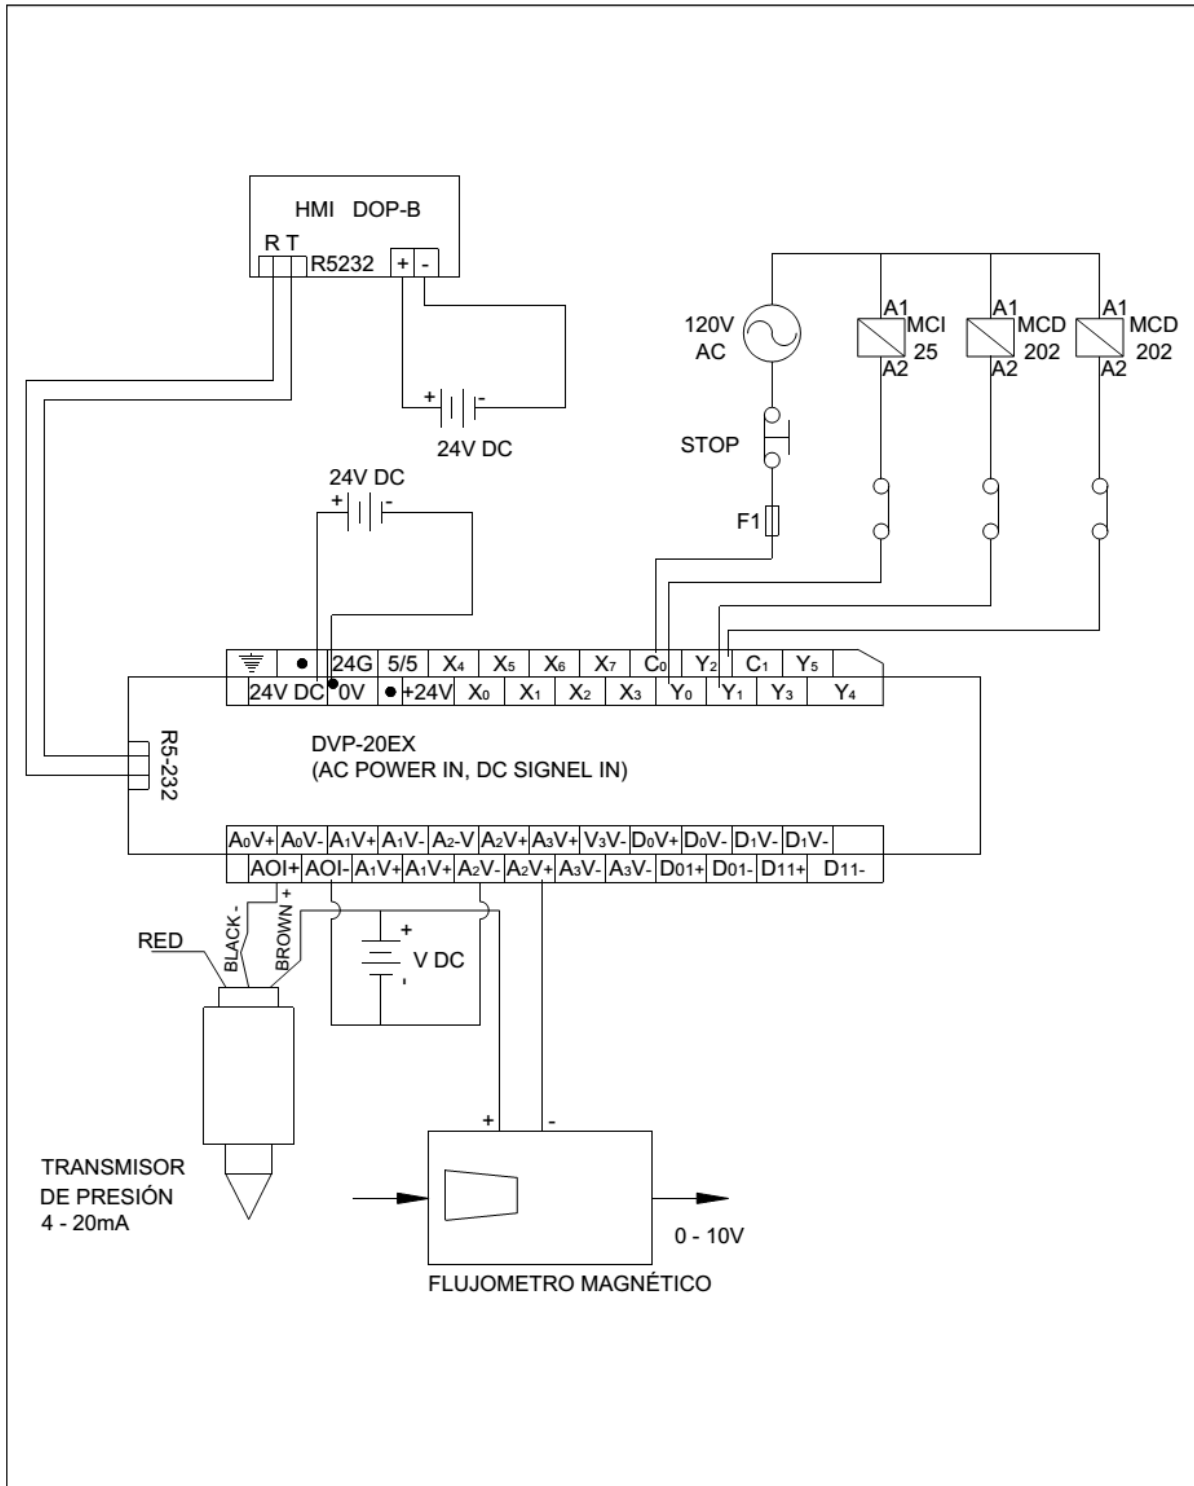 HMI DOP-B
R T
R5232
+ -
+ -
24V DC
24V DC
+ -
120V
AC
STOP
F1
A1 MCI
25
A2
A1 MCD
202
A2
A1 MCD
202
A2
24G 5/5 X4 X5 X6 X7 C0 Y2 C1 Y5
24V DC 0V +24V X0 X1 X2 X3 Y0 Y1 Y3 Y4
R5-232
DVP-20EX
(AC POWER IN, DC SIGNEL IN)
A0V+ A0V- A1V+ A1V- A2-V A2V+ A3V+ V3V- D0V+ D0V- D1V- D1V-
AOI+ AOI- A1V+ A1V+ A2V- A2V+ A3V- A3V- D01+ D01- D11+ D11-
RED
BLACK -
BROWN +
+
V DC
-
+ -
TRANSMISOR
DE PRESIÓN
4 - 20mA
0 - 10V
FLUJOMETRO MAGNÉTICO